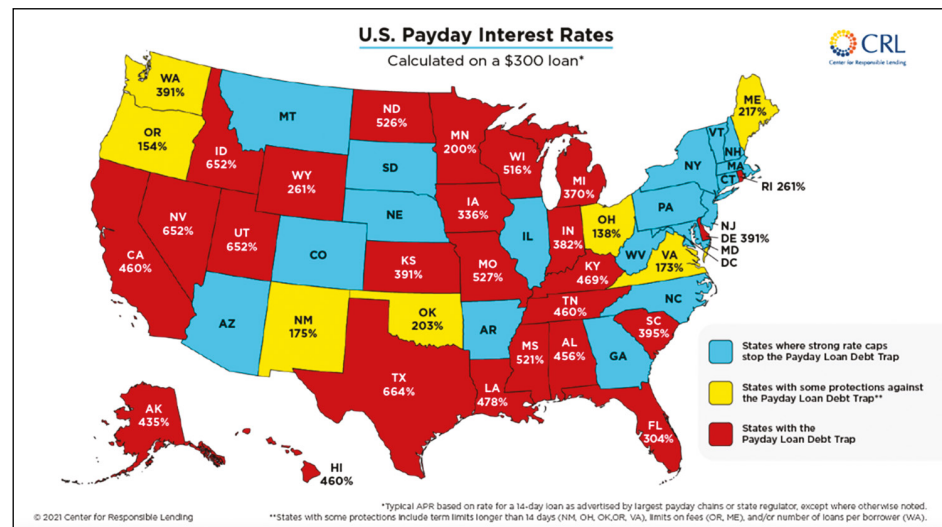 U.S. Payday Interest Rates
Calculated on a $300 loan*
CRL
Center for Responsible Lending
WA
391%
OR
154%
CA
460%
NV
652%
ID
652%
UT
652%
AZ
MT
WY
261%
CO
NM
175%
ND
526%
SD
NE
KS
391%
OK
203%
TX
664%
MN
200%
IA
336%
MO
527%
AR
LA
478%
WI
516%
IL
MI
370%
IN
382%
OH
138%
KY
469%
TN
460%
MS
521%
AL
456%
GA
FL
304%
SC
395%
NC
VA
173%
WV
PA
NY
VT
NH
MA
CT
ME
217%
RI 261%
NJ
DE 391%
MD
DC
AK
435%
HI
460%
States where strong rate caps
stop the Payday Loan Debt Trap
States with some protections against
the Payday Loan Debt Trap**
States with the
Payday Loan Debt Trap
© 2021 Center for Responsible Lending
*Typical APR based on rate for a 14-day loan as advertised by largest payday chains or state regulator, except where otherwise noted.
**States with some protections include term limits longer than 14 days (NM, OH, OK,OR, VA), limits on fees (OR, ME), and/or number of loans per borrower (WA).